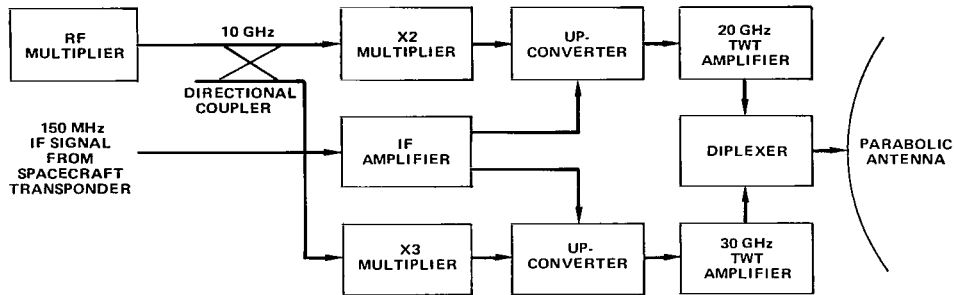 RF
MULTIPLIER
10 GHz
DIRECTIONAL
COUPLER
X2
MULTIPLIER
UP-
CONVERTER
20 GHz
TWT
AMPLIFIER
150 MHz
IF SIGNAL
FROM
SPACECRAFT
TRANSPONDER
IF
AMPLIFIER
DIPLEXER
PARABOLIC
ANTENNA
X3
MULTIPLIER
UP-
CONVERTER
30 GHz
TWT
AMPLIFIER